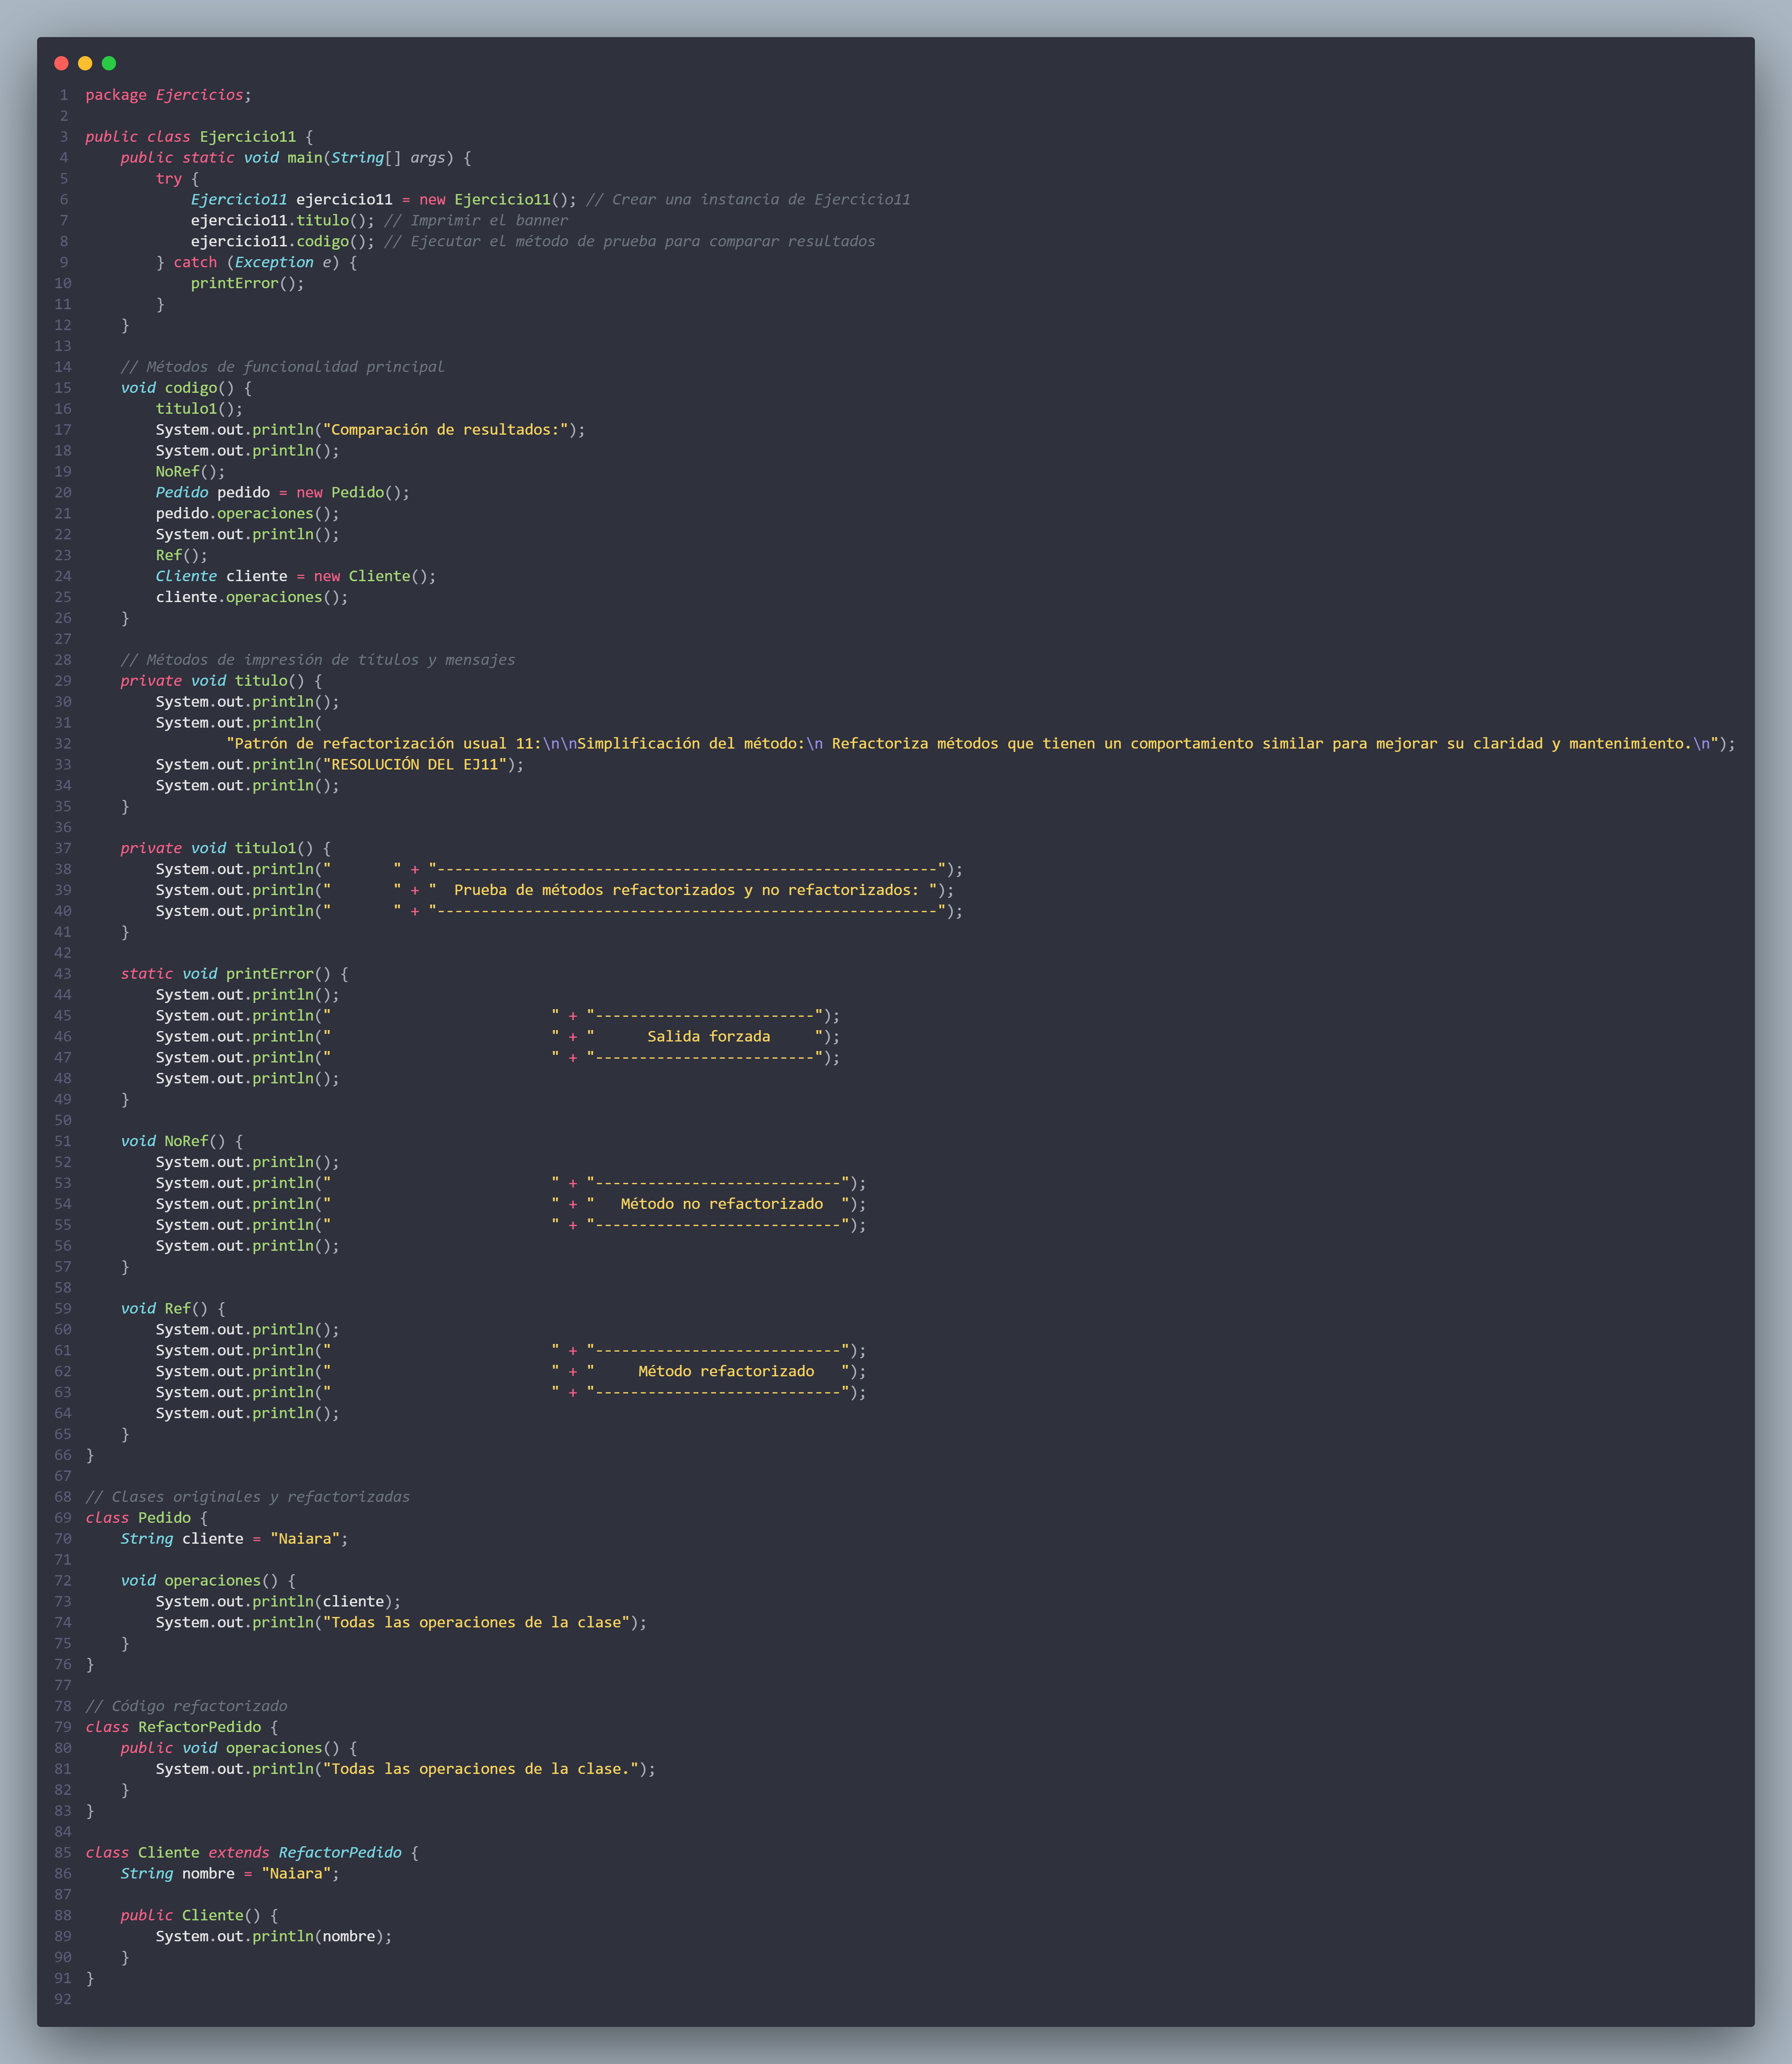 1 package Ejercicios;
2
3 public class Ejercicio11 {
4     public static void main(String[] args) {
5         try {
6             Ejercicio11 ejercicio11 = new Ejercicio11(); // Crear una instancia de Ejercicio11
7             ejercicio11.titulo(); // Imprimir el banner
8             ejercicio11.codigo(); // Ejecutar el método de prueba para comparar resultados
9         } catch (Exception e) {
10             printError();
11         }
12     }
13
14     // Métodos de funcionalidad principal
15     void codigo() {
16         titulo1();
17         System.out.println("Comparación de resultados:");
18         System.out.println();
19         NoRef();
20         Pedido pedido = new Pedido();
21         pedido.operaciones();
22         System.out.println();
23         Ref();
24         Cliente cliente = new Cliente();
25         cliente.operaciones();
26     }
27
28     // Métodos de impresión de títulos y mensajes
29     private void titulo() {
30         System.out.println();
31         System.out.println(
32                 "Patrón de refactorización usual 11:\n\nSimplificación del método:\n Refactoriza métodos que tienen un comportamiento similar para mejorar su claridad y mantenimiento.\n");
33         System.out.println("RESOLUCIÓN DEL EJ11");
34         System.out.println();
35     }
36
37     private void titulo1() {
38         System.out.println("       " + "---------------------------------------------------------");
39         System.out.println("       " + "  Prueba de métodos refactorizados y no refactorizados: ");
40         System.out.println("       " + "---------------------------------------------------------");
41     }
42
43     static void printError() {
44         System.out.println();
45         System.out.println("                         " + "-------------------------");
46         System.out.println("                         " + "      Salida forzada     ");
47         System.out.println("                         " + "-------------------------");
48         System.out.println();
49     }
50
51     void NoRef() {
52         System.out.println();
53         System.out.println("                         " + "----------------------------");
54         System.out.println("                         " + "   Método no refactorizado  ");
55         System.out.println("                         " + "----------------------------");
56         System.out.println();
57     }
58
59     void Ref() {
60         System.out.println();
61         System.out.println("                         " + "----------------------------");
62         System.out.println("                         " + "     Método refactorizado   ");
63         System.out.println("                         " + "----------------------------");
64         System.out.println();
65     }
66 }
67
68 // Clases originales y refactorizadas
69 class Pedido {
70     String cliente = "Naiara";
71
72     void operaciones() {
73         System.out.println(cliente);
74         System.out.println("Todas las operaciones de la clase");
75     }
76 }
77
78 // Código refactorizado
79 class RefactorPedido {
80     public void operaciones() {
81         System.out.println("Todas las operaciones de la clase.");
82     }
83 }
84
85 class Cliente extends RefactorPedido {
86     String nombre = "Naiara";
87
88     public Cliente() {
89         System.out.println(nombre);
90     }
91 }
92